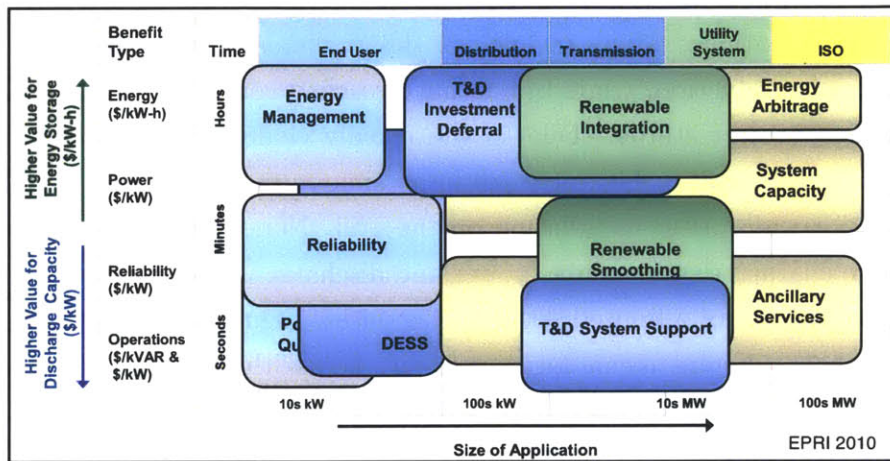 Benefit
Type
Time
End User
Distribution
Transmission
Utility
System
ISO
Higher Value for
Energy Storage
($/kW-h)
Higher Value for
Discharge Capacity
($/kW)
Energy
($/kW-h)
Power
($/kW)
Reliability
($/kW)
Operations
($/kVAR &
$/kW)
Hours
Minutes
Seconds
Energy
Management
T&D
Investment
Deferral
Renewable
Integration
Energy
Arbitrage
System
Capacity
Reliability
Renewable
Smoothing
DESS
T&D System Support
Ancillary
Services
10s kW
100s kW
10s MW
100s MW
Size of Application
EPRI 2010